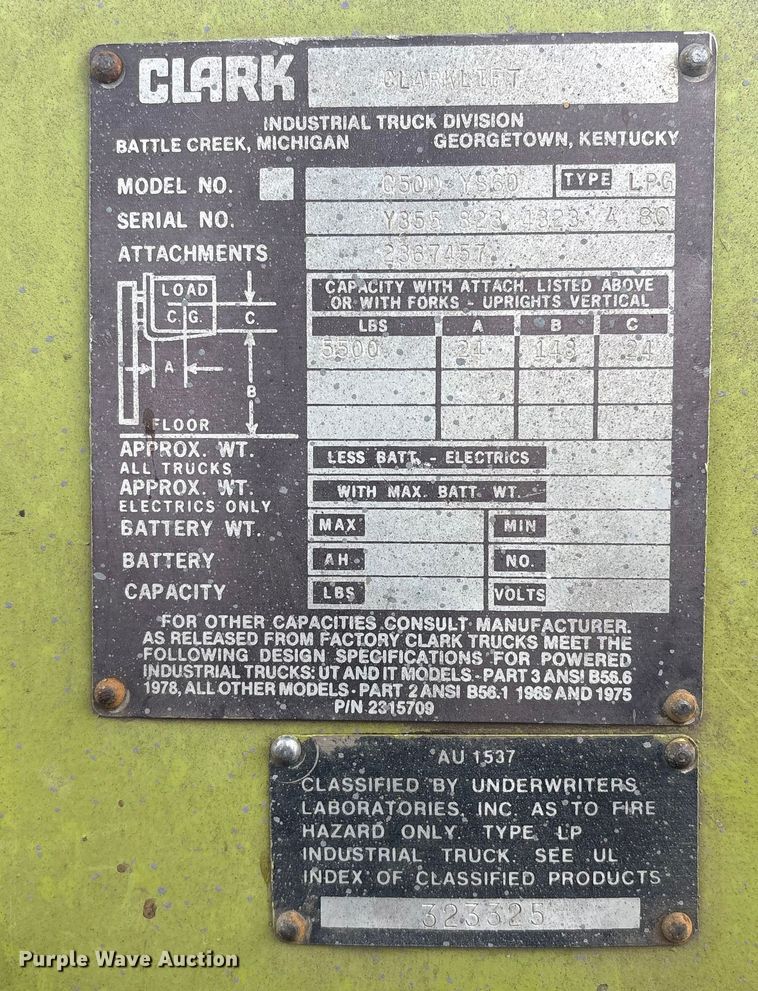 CLARK CLARKLIFT
INDUSTRIAL TRUCK DIVISION
BATTLE CREEK, MICHIGAN GEORGETOWN, KENTUCKY
MODEL NO. C500 YS60 TYPE LPG
SERIAL NO. Y355 823 4323 4 80
ATTACHMENTS 2367457
LOAD
C.G. C.
A
B
FLOOR
CAPACITY WITH ATTACH. LISTED ABOVE
OR WITH FORKS - UPRIGHTS VERTICAL
LBS A B C
5500 24 148 24
APPROX. WT.
ALL TRUCKS LESS BATT. - ELECTRICS
APPROX. WT.
ELECTRICS ONLY WITH MAX. BATT. WT.
BATTERY WT. MAX MIN
BATTERY AH NO.
CAPACITY LBS VOLTS
FOR OTHER CAPACITIES CONSULT MANUFACTURER.
AS RELEASED FROM FACTORY CLARK TRUCKS MEET THE
FOLLOWING DESIGN SPECIFICATIONS FOR POWERED
INDUSTRIAL TRUCKS: UT AND IT MODELS - PART 3 ANSI B56.6
1978, ALL OTHER MODELS - PART 2 ANSI B56.1 1969 AND 1975
P/N 2315709
AU 1537
CLASSIFIED BY UNDERWRITERS
LABORATORIES, INC. AS TO FIRE
HAZARD ONLY. TYPE LP
INDUSTRIAL TRUCK. SEE UL
INDEX OF CLASSIFIED PRODUCTS
323325
Purple Wave Auction